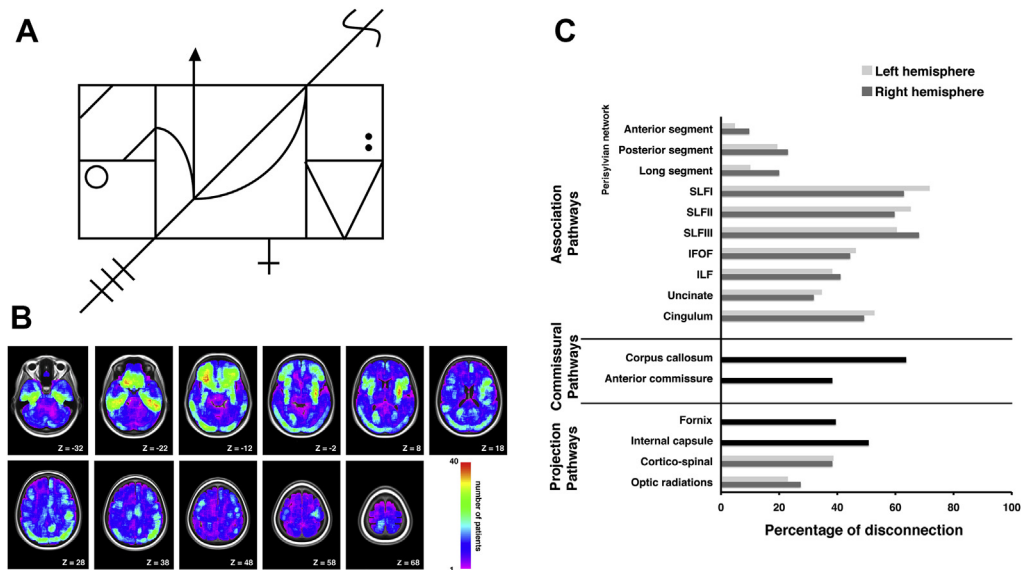 A
B
Z = -32
Z = -22
Z = -12
Z = -2
Z = 8
Z = 18
Z = 28
Z = 38
Z = 48
Z = 58
Z = 68
40
number of patients
1
C
Left hemisphere
Right hemisphere
Association Pathways
Perisylvian network
Anterior segment
Posterior segment
Long segment
SLFI
SLFII
SLFIII
IFOF
ILF
Uncinate
Cingulum
Commissural Pathways
Corpus callosum
Anterior commissure
Projection Pathways
Fornix
Internal capsule
Cortico-spinal
Optic radiations
0 20 40 60 80 100
Percentage of disconnection